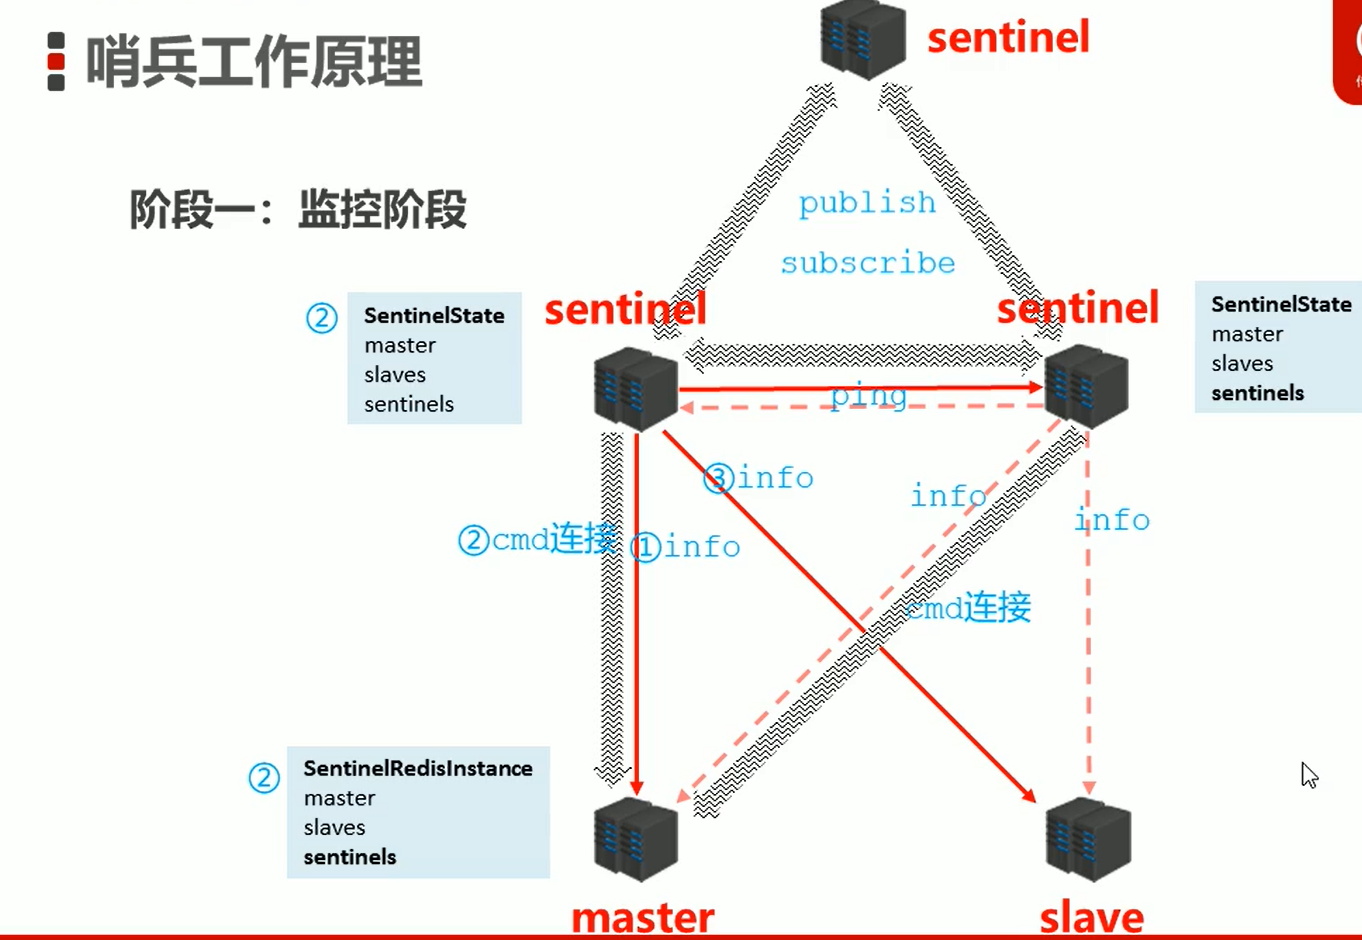 哨兵工作原理
sentinel
阶段一：监控阶段
publish
subscribe
sentinel
sentinel
②
SentinelState
master
slaves
sentinels
SentinelState
master
slaves
sentinels
ping
③info
info
info
②cmd连接
①info
cmd连接
②
SentinelRedisInstance
master
slaves
sentinels
master
slave